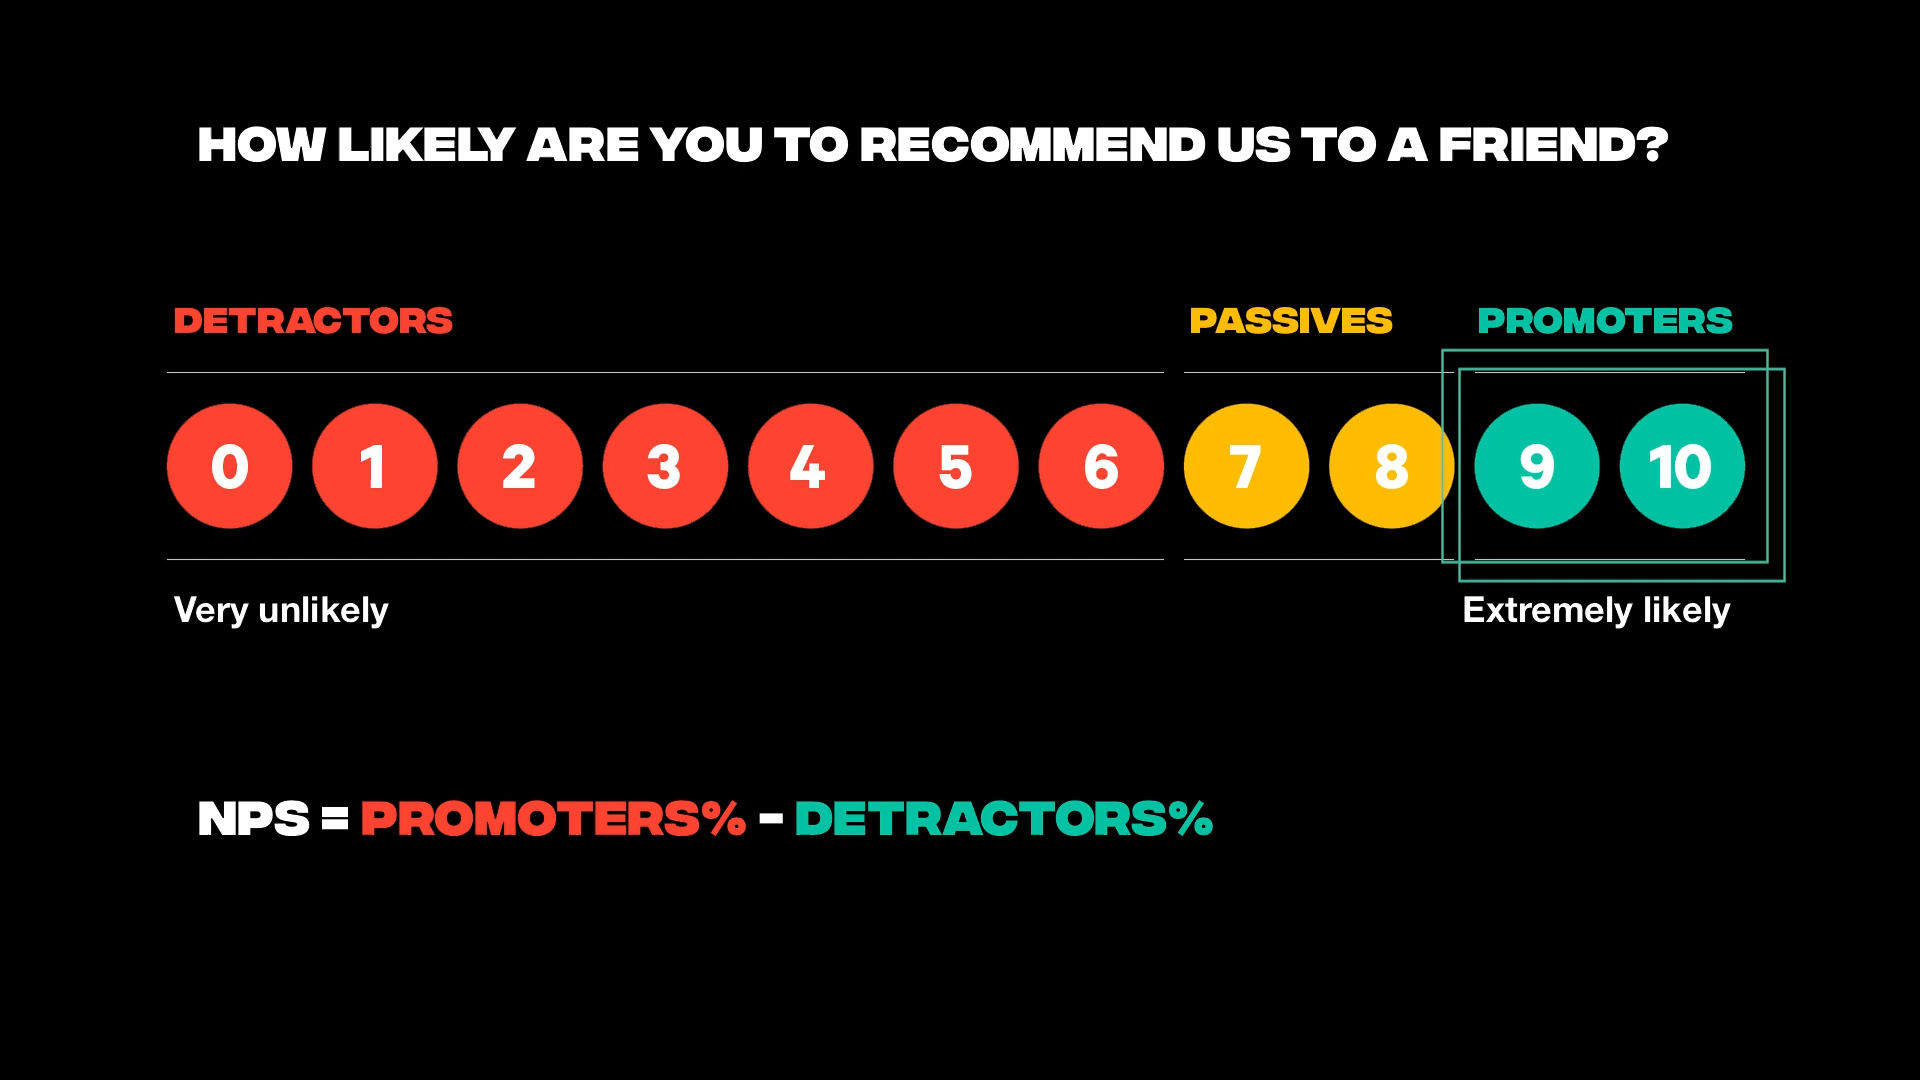 HOW LIKELY ARE YOU TO RECOMMEND US TO A FRIEND?
DETRACTORS PASSIVES PROMOTERS
0 1 2 3 4 5 6 7 8 9 10
Very unlikely Extremely likely
NPS = PROMOTERS% - DETRACTORS%